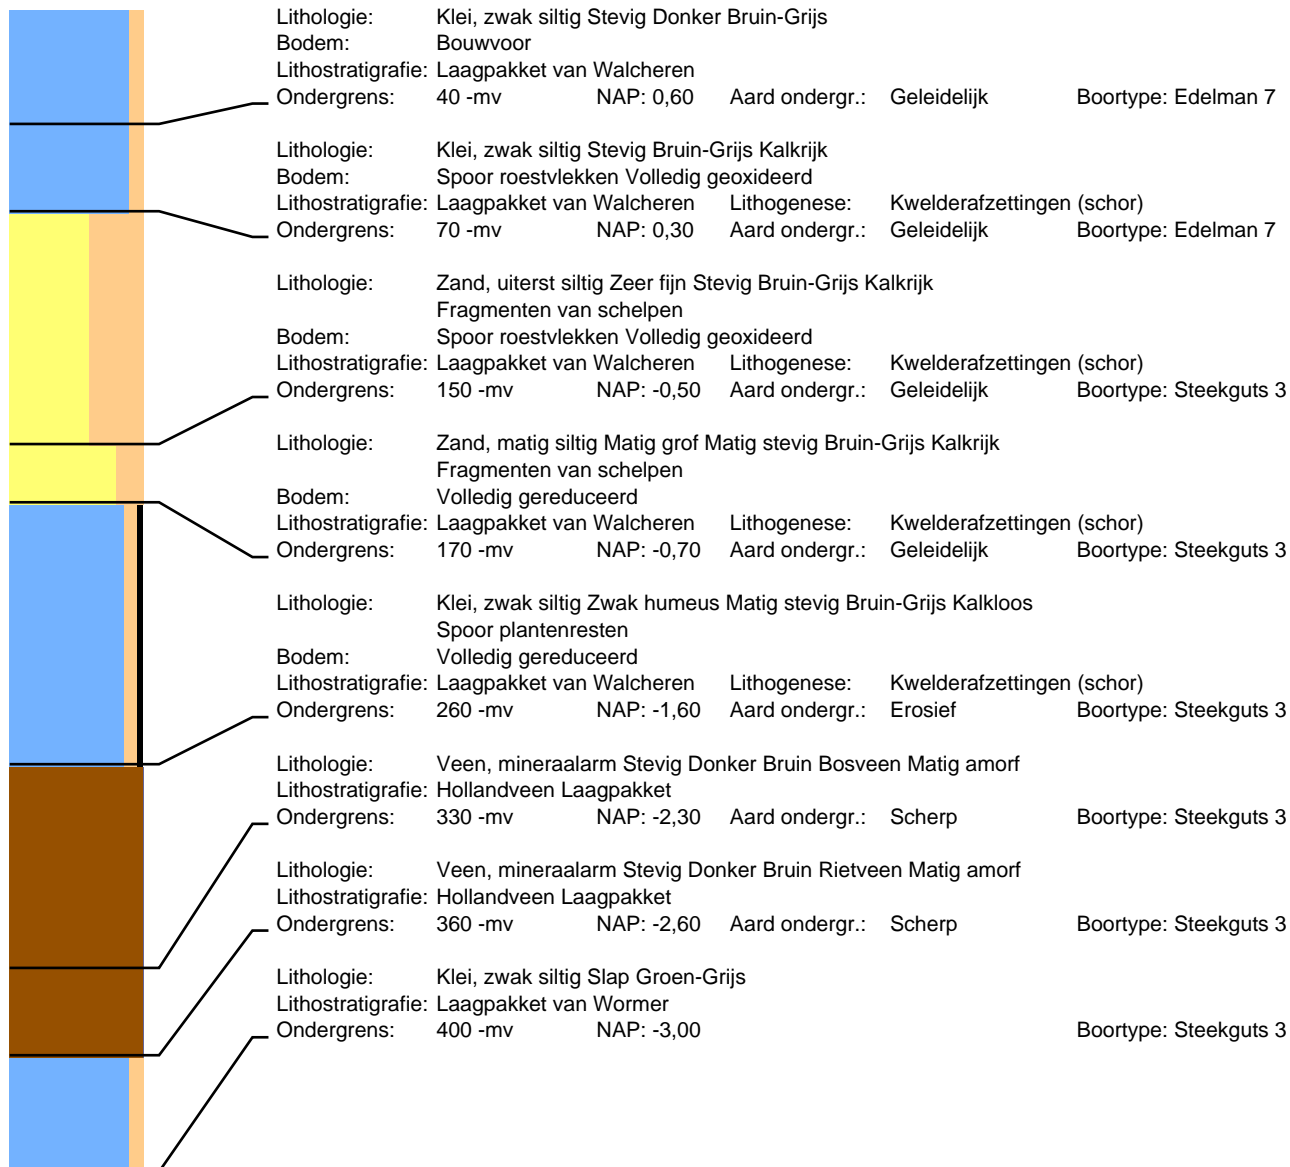 Lithologie: Klei, zwak siltig Stevig Donker Bruin-Grijs
Bodem: Bouwvoor
Lithostratigrafie: Laagpakket van Walcheren
Ondergrens: 40 -mv NAP: 0,60 Aard ondergr.: Geleidelijk Boortype: Edelman 7
Lithologie: Klei, zwak siltig Stevig Bruin-Grijs Kalkrijk
Bodem: Spoor roestvlekken Volledig geoxideerd
Lithostratigrafie: Laagpakket van Walcheren Lithogenese: Kwelderafzettingen (schor)
Ondergrens: 70 -mv NAP: 0,30 Aard ondergr.: Geleidelijk Boortype: Edelman 7
Lithologie: Zand, uiterst siltig Zeer fijn Stevig Bruin-Grijs Kalkrijk
Fragmenten van schelpen
Bodem: Spoor roestvlekken Volledig geoxideerd
Lithostratigrafie: Laagpakket van Walcheren Lithogenese: Kwelderafzettingen (schor)
Ondergrens: 150 -mv NAP: -0,50 Aard ondergr.: Geleidelijk Boortype: Steekguts 3
Lithologie: Zand, matig siltig Matig grof Matig stevig Bruin-Grijs Kalkrijk
Fragmenten van schelpen
Bodem: Volledig gereduceerd
Lithostratigrafie: Laagpakket van Walcheren Lithogenese: Kwelderafzettingen (schor)
Ondergrens: 170 -mv NAP: -0,70 Aard ondergr.: Geleidelijk Boortype: Steekguts 3
Lithologie: Klei, zwak siltig Zwak humeus Matig stevig Bruin-Grijs Kalkloos
Spoor plantenresten
Bodem: Volledig gereduceerd
Lithostratigrafie: Laagpakket van Walcheren Lithogenese: Kwelderafzettingen (schor)
Ondergrens: 260 -mv NAP: -1,60 Aard ondergr.: Erosief Boortype: Steekguts 3
Lithologie: Veen, mineraalarm Stevig Donker Bruin Bosveen Matig amorf
Lithostratigrafie: Hollandveen Laagpakket
Ondergrens: 330 -mv NAP: -2,30 Aard ondergr.: Scherp Boortype: Steekguts 3
Lithologie: Veen, mineraalarm Stevig Donker Bruin Rietveen Matig amorf
Lithostratigrafie: Hollandveen Laagpakket
Ondergrens: 360 -mv NAP: -2,60 Aard ondergr.: Scherp Boortype: Steekguts 3
Lithologie: Klei, zwak siltig Slap Groen-Grijs
Lithostratigrafie: Laagpakket van Wormer
Ondergrens: 400 -mv NAP: -3,00 Boortype: Steekguts 3